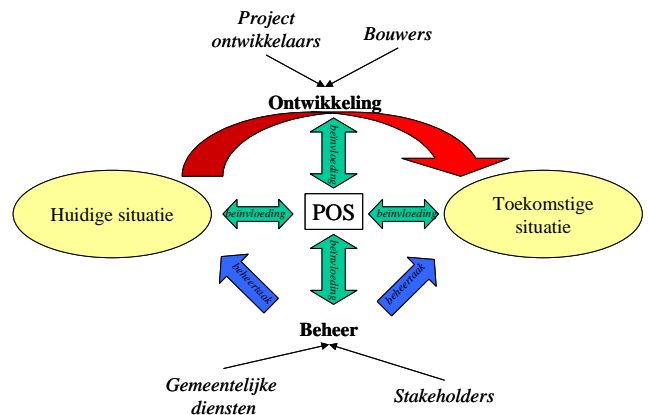 Project
ontwikkelaars
Bouwers
Ontwikkeling
beïnvloeding
Huidige situatie
beïnvloeding
POS
beïnvloeding
Toekomstige
situatie
beïnvloeding
beheertaak
beheertaak
Beheer
Gemeentelijke
diensten
Stakeholders